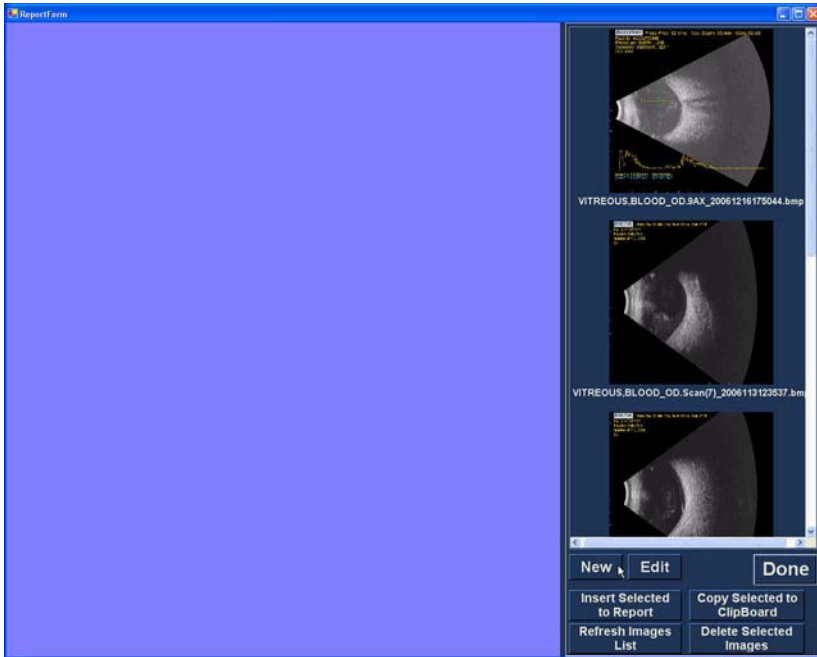 ReportForm
VITREOUS,BLOOD_OD.9AX_20061216175044.bmp
VITREOUS,BLOOD_OD.Scan(7)_2006113123537.bm
New
Edit
Done
Insert Selected
to Report
Copy Selected to
ClipBoard
Refresh Images
List
Delete Selected
Images